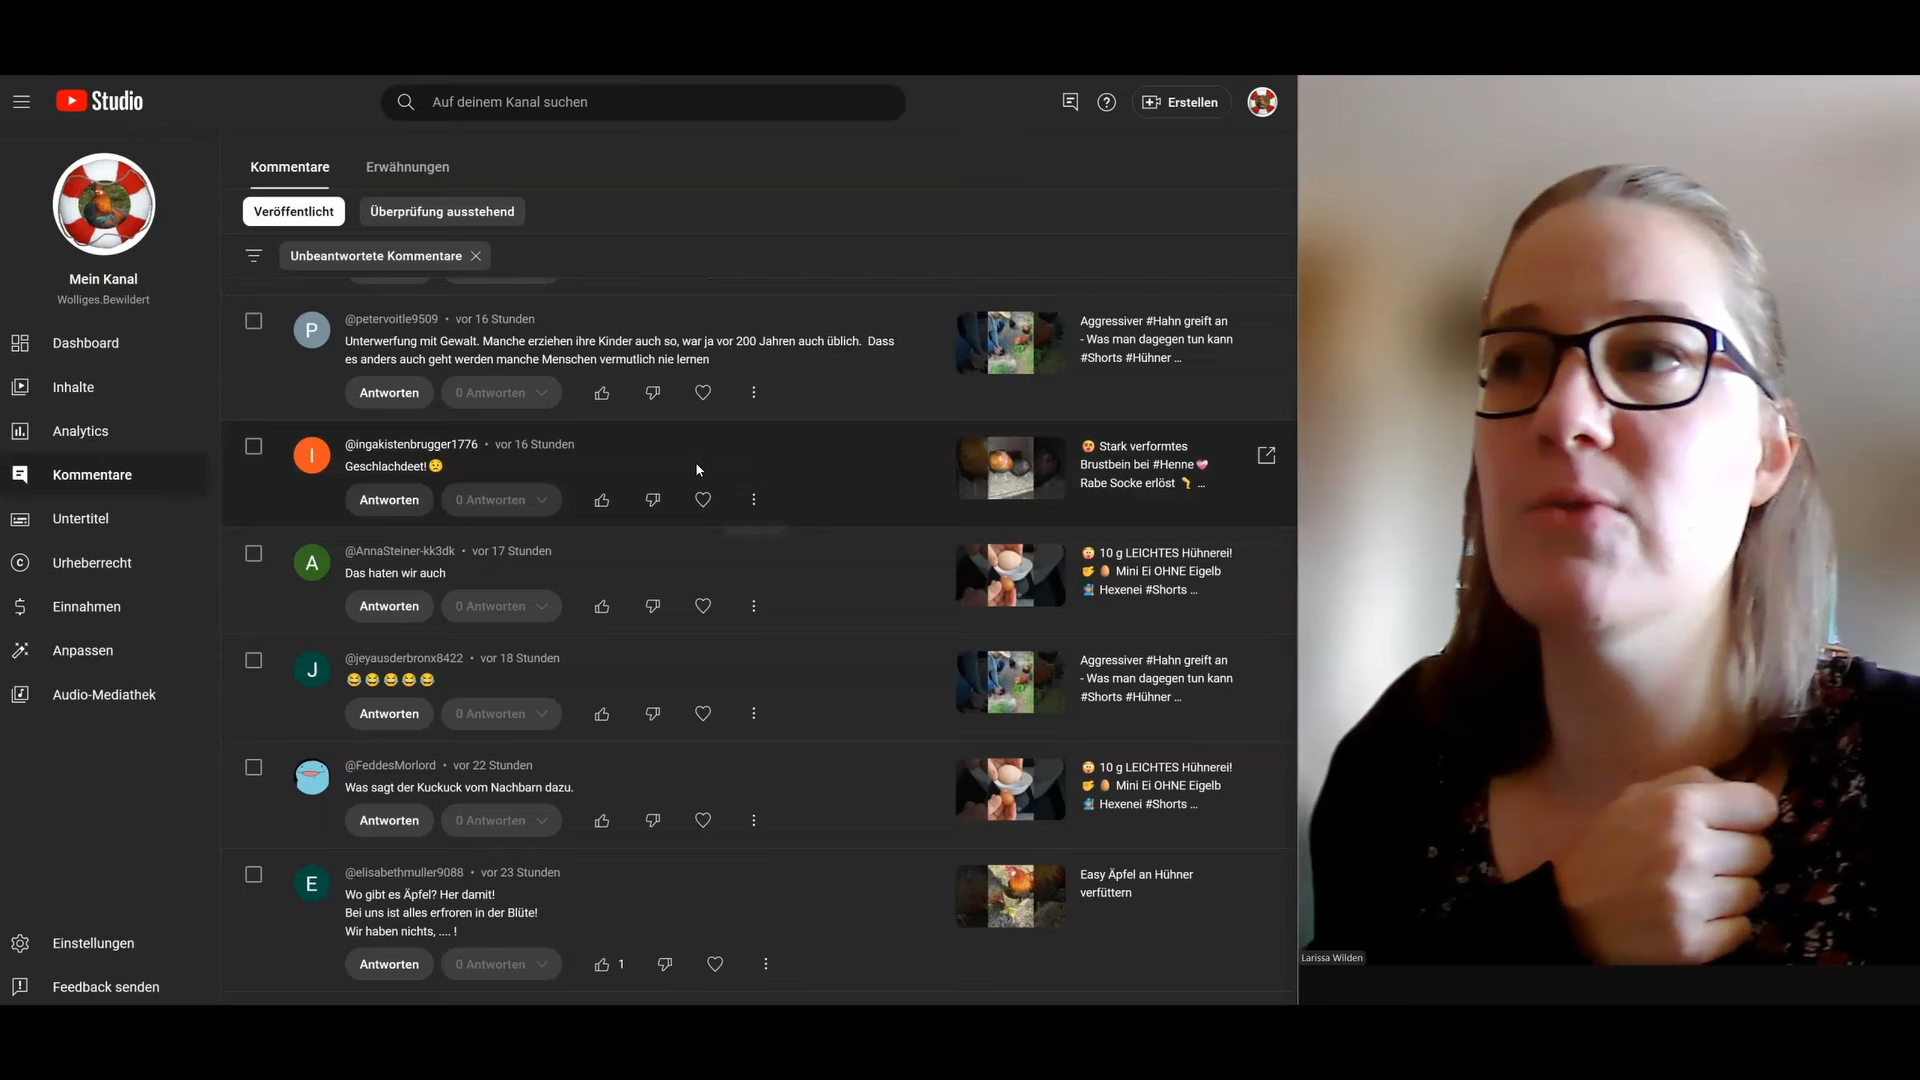 Studio
Auf deinem Kanal suchen
Erstellen
Mein Kanal
Wolliges.Bewildert
Dashboard
Inhalte
Analytics
Kommentare
Untertitel
Urheberrecht
Einnahmen
Anpassen
Audio-Mediathek
Einstellungen
Feedback senden
Kommentare
Erwähnungen
Veröffentlicht
Überprüfung ausstehend
Unbeantwortete Kommentare
P
@petervoitle9509 • vor 16 Stunden
Unterwerfung mit Gewalt. Manche erziehen ihre Kinder auch so, war ja vor 200 Jahren auch üblich. Dass
es anders auch geht werden manche Menschen vermutlich nie lernen
Antworten
0 Antworten
Aggressiver #Hahn greift an
- Was man dagegen tun kann
#Shorts #Hühner ...
I
@ingakistenbrugger1776 • vor 16 Stunden
Geschlachdeet!😟
Antworten
0 Antworten
😲 Stark verformtes
Brustbein bei #Henne💝
Rabe Socke erlöst 🦩 ...
A
@AnnaSteiner-kk3dk • vor 17 Stunden
Das haten wir auch
Antworten
0 Antworten
😲 10 g LEICHTES Hühnerei!
🤏 🥚 Mini Ei OHNE Eigelb
🧙 Hexenei #Shorts ...
J
@jeyausderbronx8422 • vor 18 Stunden
😂😂😂😂😂
Antworten
0 Antworten
Aggressiver #Hahn greift an
- Was man dagegen tun kann
#Shorts #Hühner ...
@FeddesMorlord • vor 22 Stunden
Was sagt der Kuckuck vom Nachbarn dazu.
Antworten
0 Antworten
😲 10 g LEICHTES Hühnerei!
🤏 🥚 Mini Ei OHNE Eigelb
🧙 Hexenei #Shorts ...
E
@elisabethmuller9088 • vor 23 Stunden
Wo gibt es Äpfel? Her damit!
Bei uns ist alles erfroren in der Blüte!
Wir haben nichts, .... !
Antworten
0 Antworten
1
Easy Äpfel an Hühner
verfüttern
Larissa Wilden